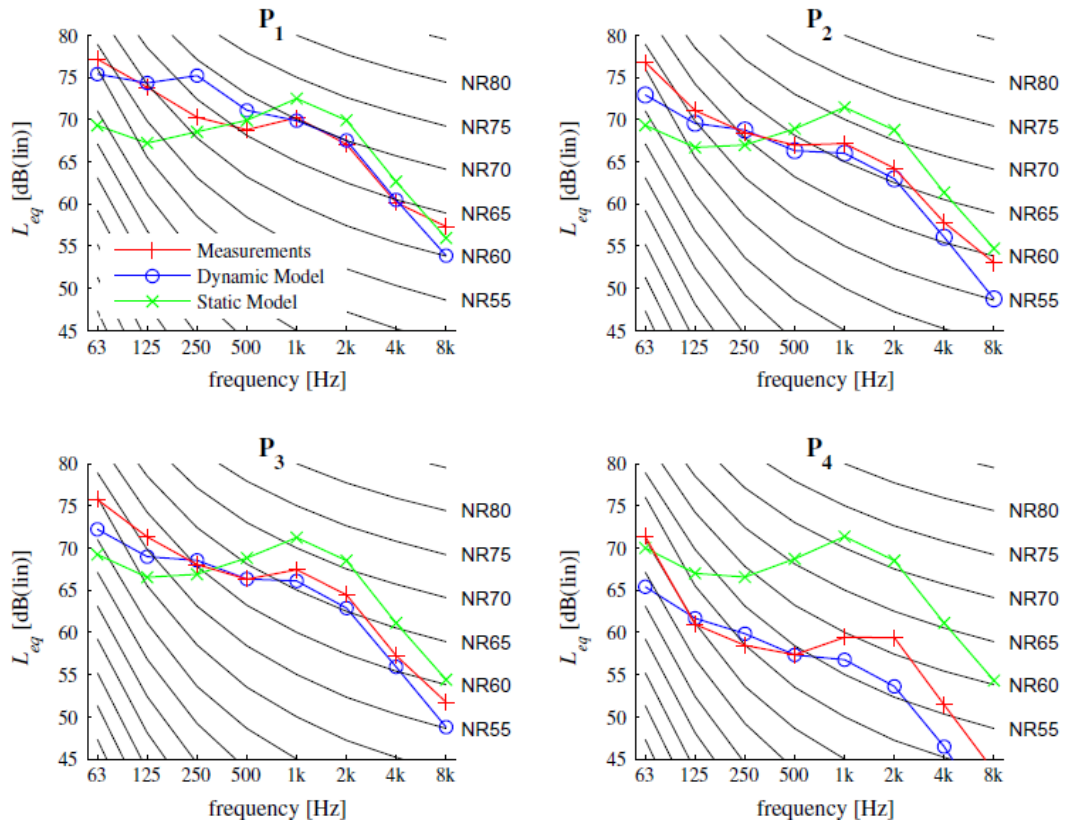 P1
80
75
70
65
60
55
50
45
Leq [dB(lin)]
NR80
NR75
NR70
NR65
NR60
NR55
Measurements
Dynamic Model
Static Model
63 125 250 500 1k 2k 4k 8k
frequency [Hz]
P2
80
75
70
65
60
55
50
45
Leq [dB(lin)]
NR80
NR75
NR70
NR65
NR60
NR55
63 125 250 500 1k 2k 4k 8k
frequency [Hz]
P3
80
75
70
65
60
55
50
45
Leq [dB(lin)]
NR80
NR75
NR70
NR65
NR60
NR55
63 125 250 500 1k 2k 4k 8k
frequency [Hz]
P4
80
75
70
65
60
55
50
45
Leq [dB(lin)]
NR80
NR75
NR70
NR65
NR60
NR55
63 125 250 500 1k 2k 4k 8k
frequency [Hz]